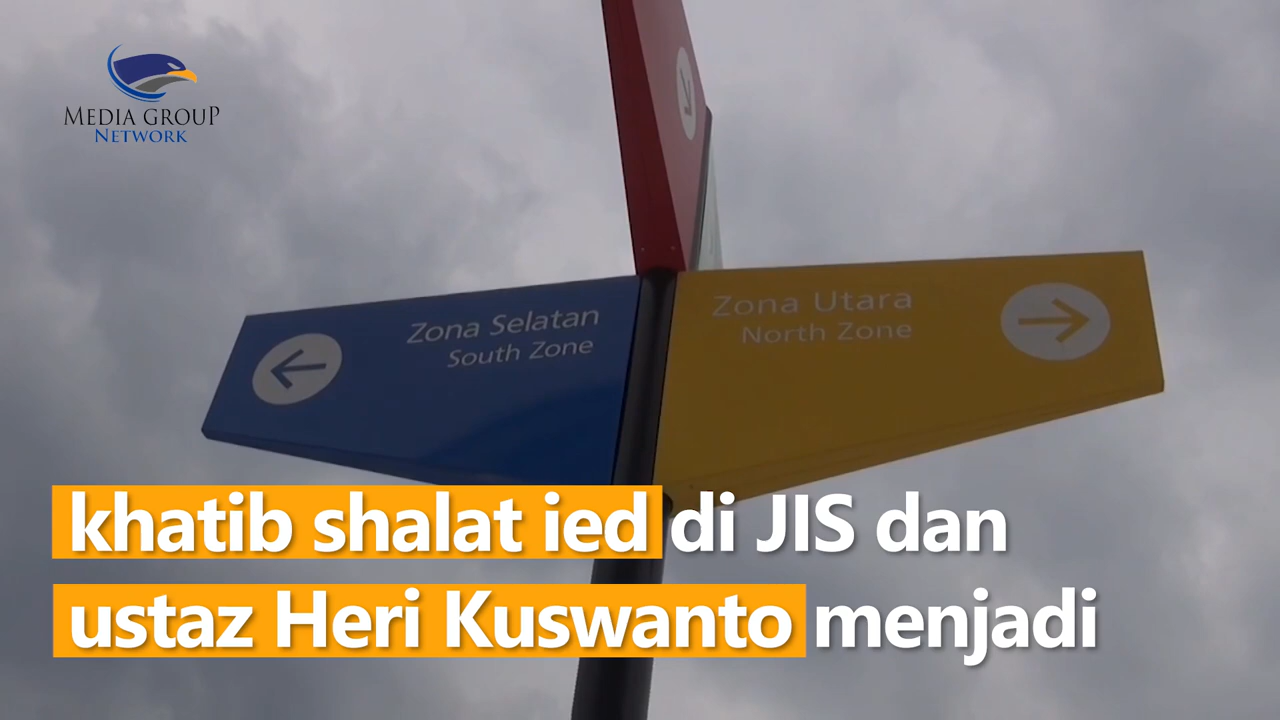 MEDIA GROUP
NETWORK
Zona Selatan
South Zone
Zona Utara
North Zone
khatib shalat ied di JIS dan
ustaz Heri Kuswanto menjadi